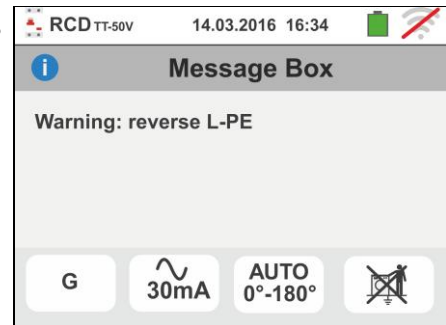 RCD TT-50V 14.03.2016 16:34
i Message Box
Warning: reverse L-PE
G
30mA
AUTO
0°-180°